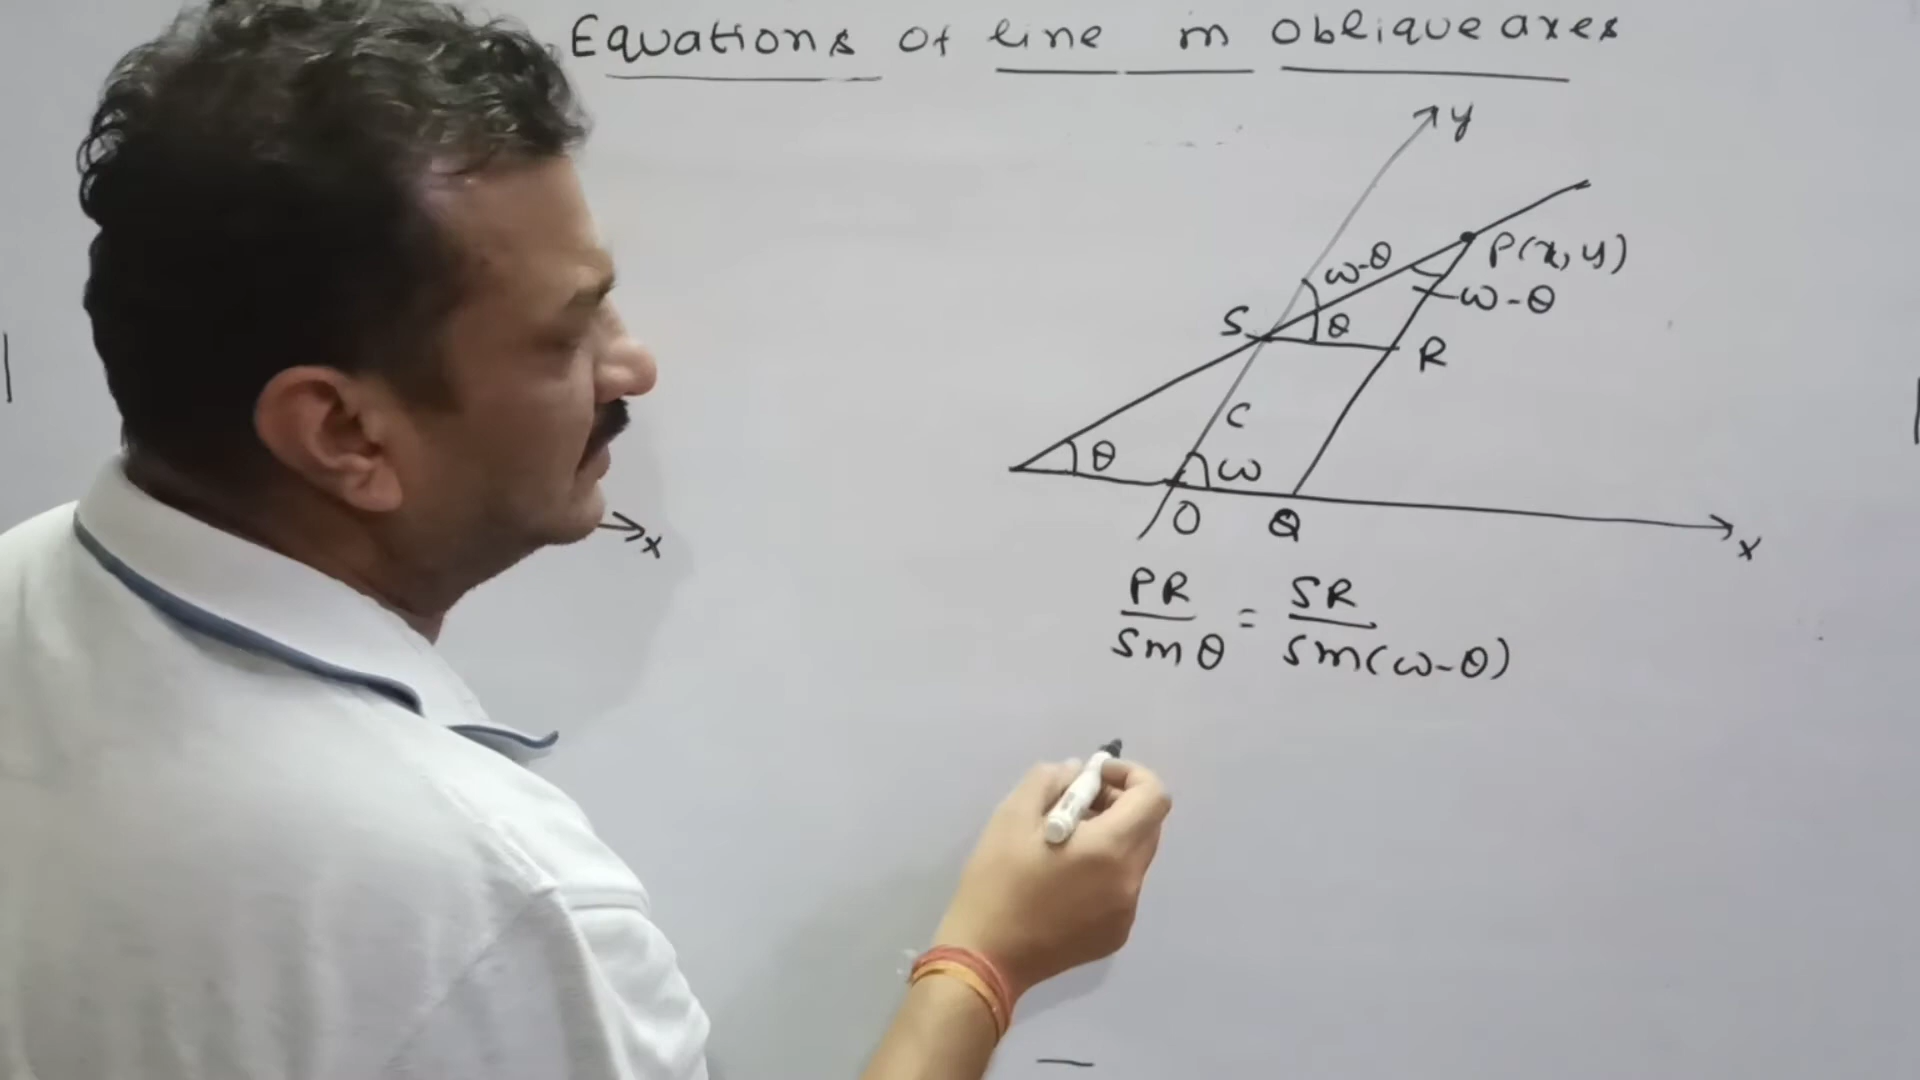 Equations of line in oblique axes
y
P(x, y)
ω-θ
ω-θ
S
θ
R
C
θ
ω
O
Q
x
x
PR/Sinθ = SR/Sin(ω-θ)